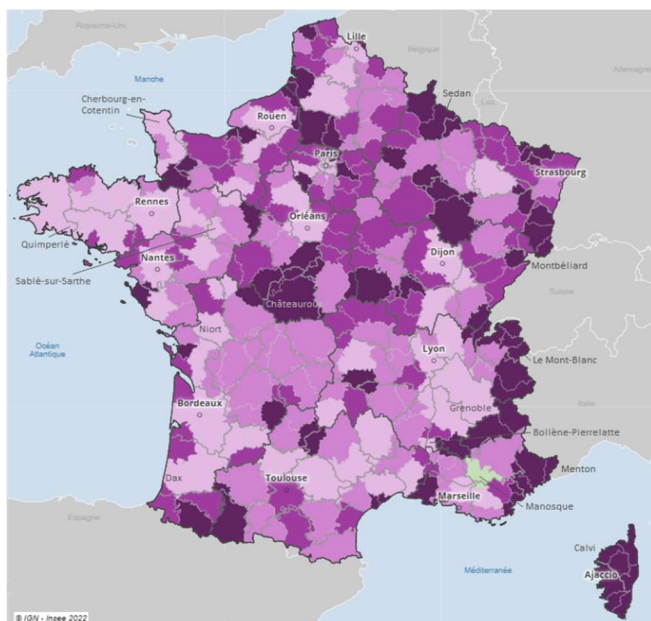 Royaume-Uni
Lille
Belgique
Allemagne
Manche
Sedan
Cherbourg-en-
Cotentin
Lux.
Rouen
Paris
Strasbourg
Rennes
Orléans
Quimperlé
Dijon
Nantes
Montbéliard
Sablé-sur-Sarthe
Suisse
Châteauroux
Niort
Océan
Atlantique
Lyon
Le Mont-Blanc
Bordeaux
Grenoble
Italie
Bollène-Pierrelatte
Menton
Dax
Toulouse
Marseille
Manosque
Espagne
Calvi
Méditerranée
Ajaccio
© IGN - Insee 2022